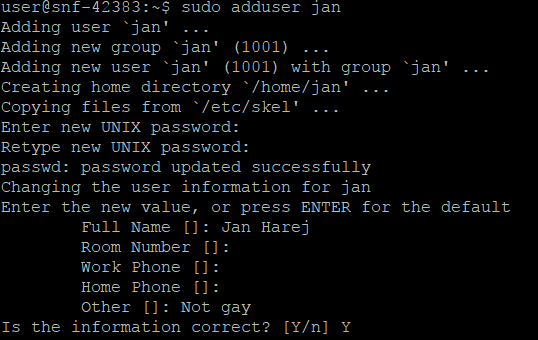 user@snf-42383:~$ sudo adduser jan
Adding user `jan' ...
Adding new group `jan' (1001) ...
Adding new user `jan' (1001) with group `jan' ...
Creating home directory `/home/jan' ...
Copying files from `/etc/skel' ...
Enter new UNIX password:
Retype new UNIX password:
passwd: password updated successfully
Changing the user information for jan
Enter the new value, or press ENTER for the default
        Full Name []: Jan Harej
        Room Number []:
        Work Phone []:
        Home Phone []:
        Other []: Not gay
Is the information correct? [Y/n] Y